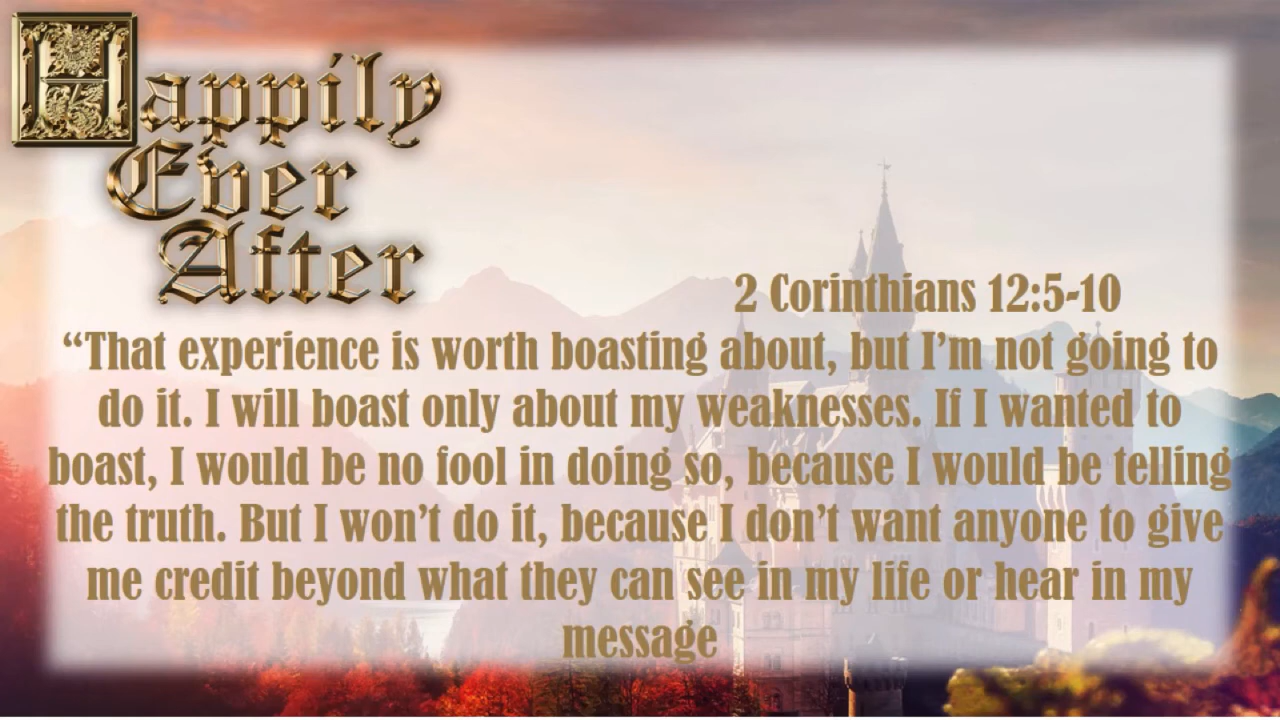 Happily
Ever
After
2 Corinthians 12:5-10
“That experience is worth boasting about, but I’m not going to
do it. I will boast only about my weaknesses. If I wanted to
boast, I would be no fool in doing so, because I would be telling
the truth. But I won’t do it, because I don’t want anyone to give
me credit beyond what they can see in my life or hear in my
message